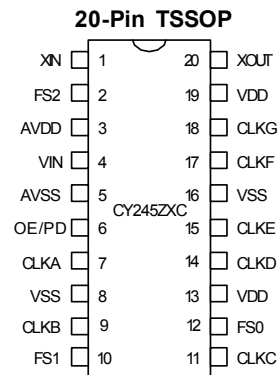 20-Pin TSSOP
XIN 1 20 XOUT
FS2 2 19 VDD
AVDD 3 18 CLKG
VIN 4 17 CLKF
AVSS 5 16 VSS
CY245ZXC
OE/PD 6 15 CLKE
CLKA 7 14 CLKD
VSS 8 13 VDD
CLKB 9 12 FS0
FS1 10 11 CLKC